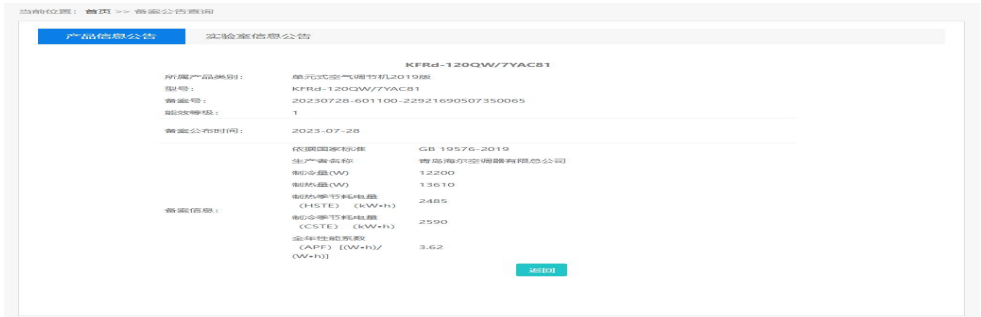 当前位置： 首页 >> 备案公告查询
产品信息公告 实验室信息公告
KFRd-120QW/7YAC81
所属产品类别： 单元式空气调节机2019版
型号： KFRd-120QW/7YAC81
备案号： 20230728-601100-22921690507350065
能效等级： 1
备案公布时间： 2023-07-28
依据国家标准 GB 19576-2019
生产者名称 青岛海尔空调器有限总公司
制冷量(W) 12200
制热量(W) 13610
制热季节耗电量
（HSTE） （kW•h） 2485
备案信息：
制冷季节耗电量
（CSTE） （kW•h） 2590
全年性能系数
（APF）[(W•h)/
(W•h)] 3.62
返回